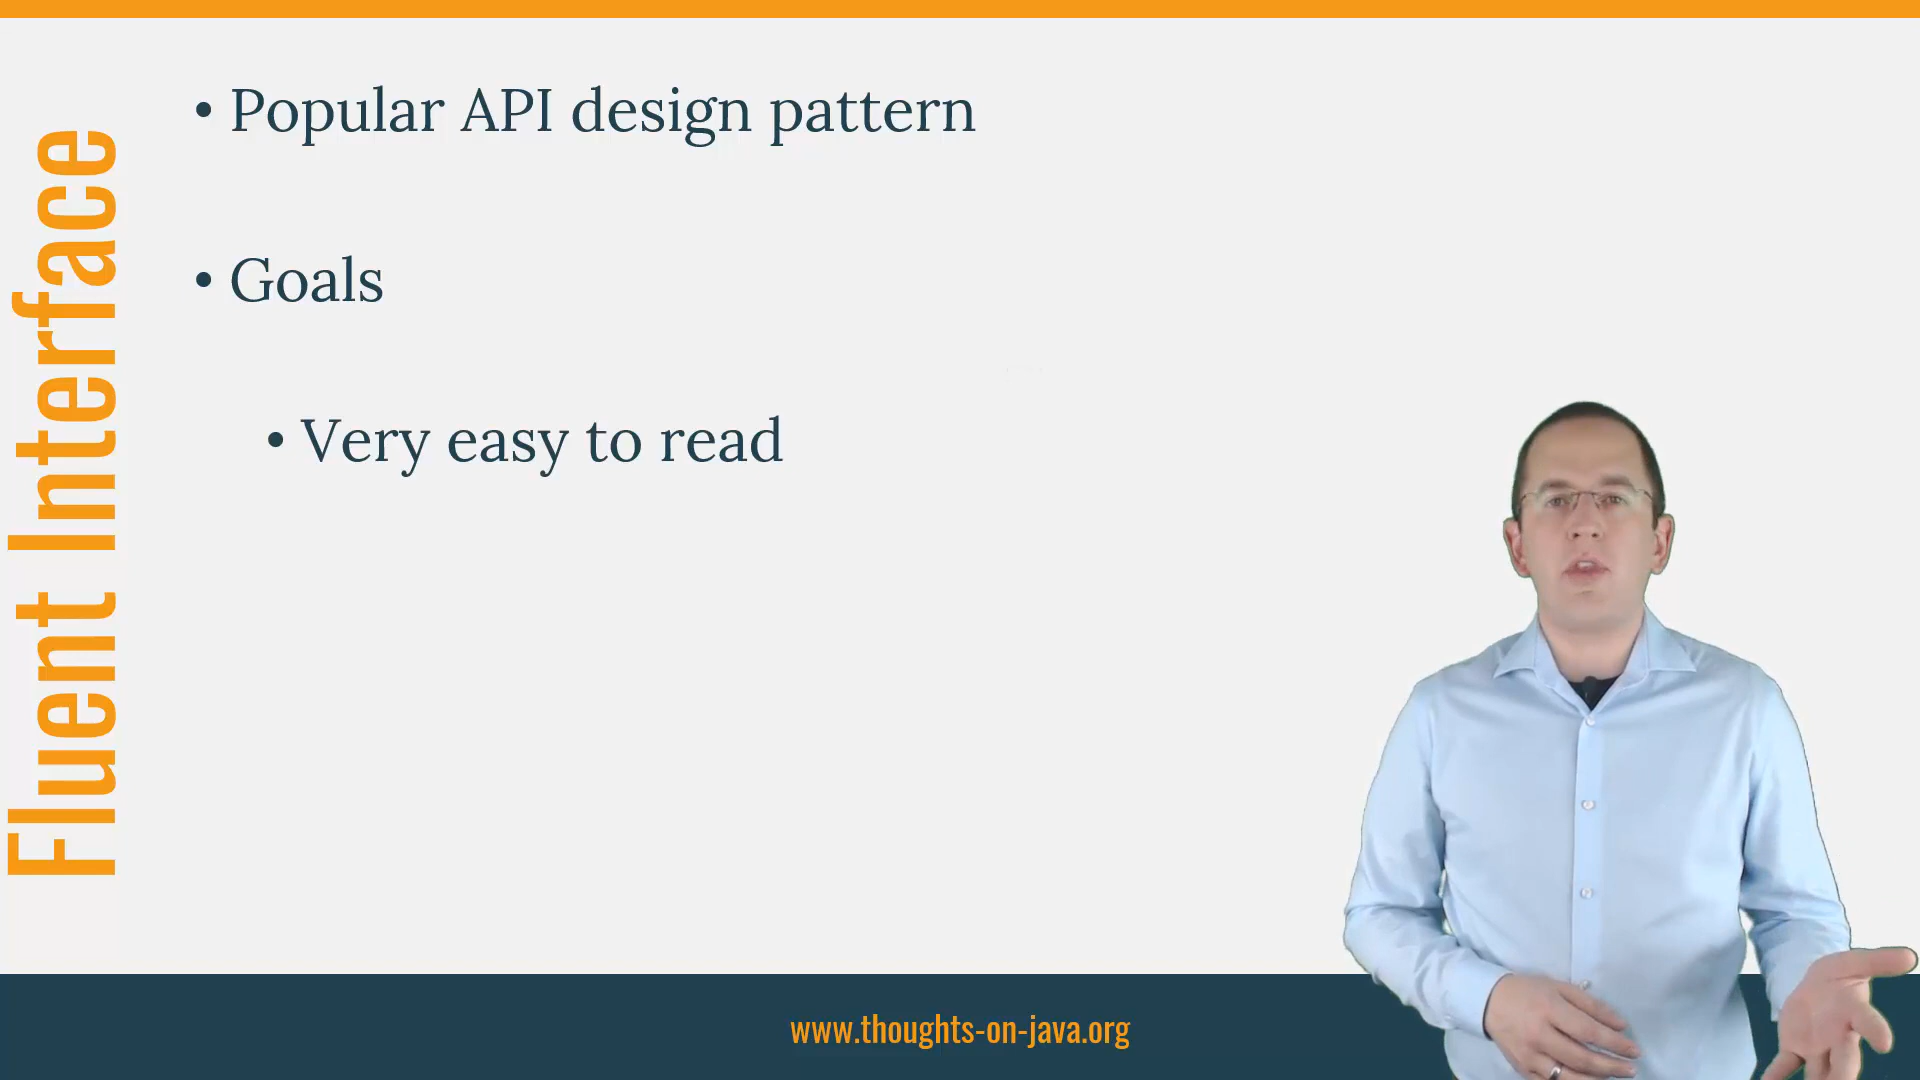 Fluent Interface
• Popular API design pattern
• Goals
• Very easy to read
www.thoughts-on-java.org